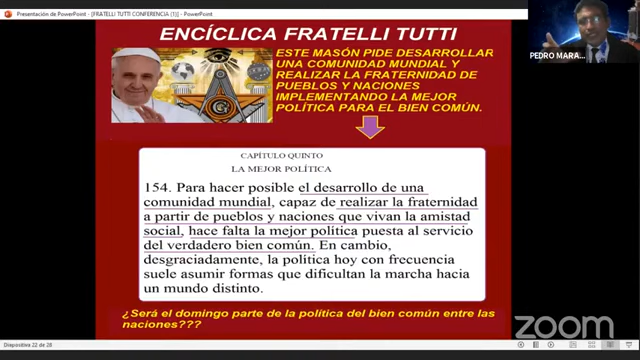 Presentación de PowerPoint - [FRATELLI TUTTI CONFERENCIA (1)] - PowerPoint
ENCÍCLICA FRATELLI TUTTI
ESTE MASÓN PIDE DESARROLLAR
UNA COMUNIDAD MUNDIAL Y
REALIZAR LA FRATERNIDAD DE
PUEBLOS Y NACIONES
IMPLEMENTANDO LA MEJOR
POLÍTICA PARA EL BIEN COMÚN.
PEDRO MARA...
G
CAPÍTULO QUINTO
LA MEJOR POLÍTICA
154. Para hacer posible el desarrollo de una
comunidad mundial, capaz de realizar la fraternidad
a partir de pueblos y naciones que vivan la amistad
social, hace falta la mejor política puesta al servicio
del verdadero bien común. En cambio,
desgraciadamente, la política hoy con frecuencia
suele asumir formas que dificultan la marcha hacia
un mundo distinto.
¿Será el domingo parte de la política del bien común entre las
naciones???
zoom
Diapositiva 22 de 28